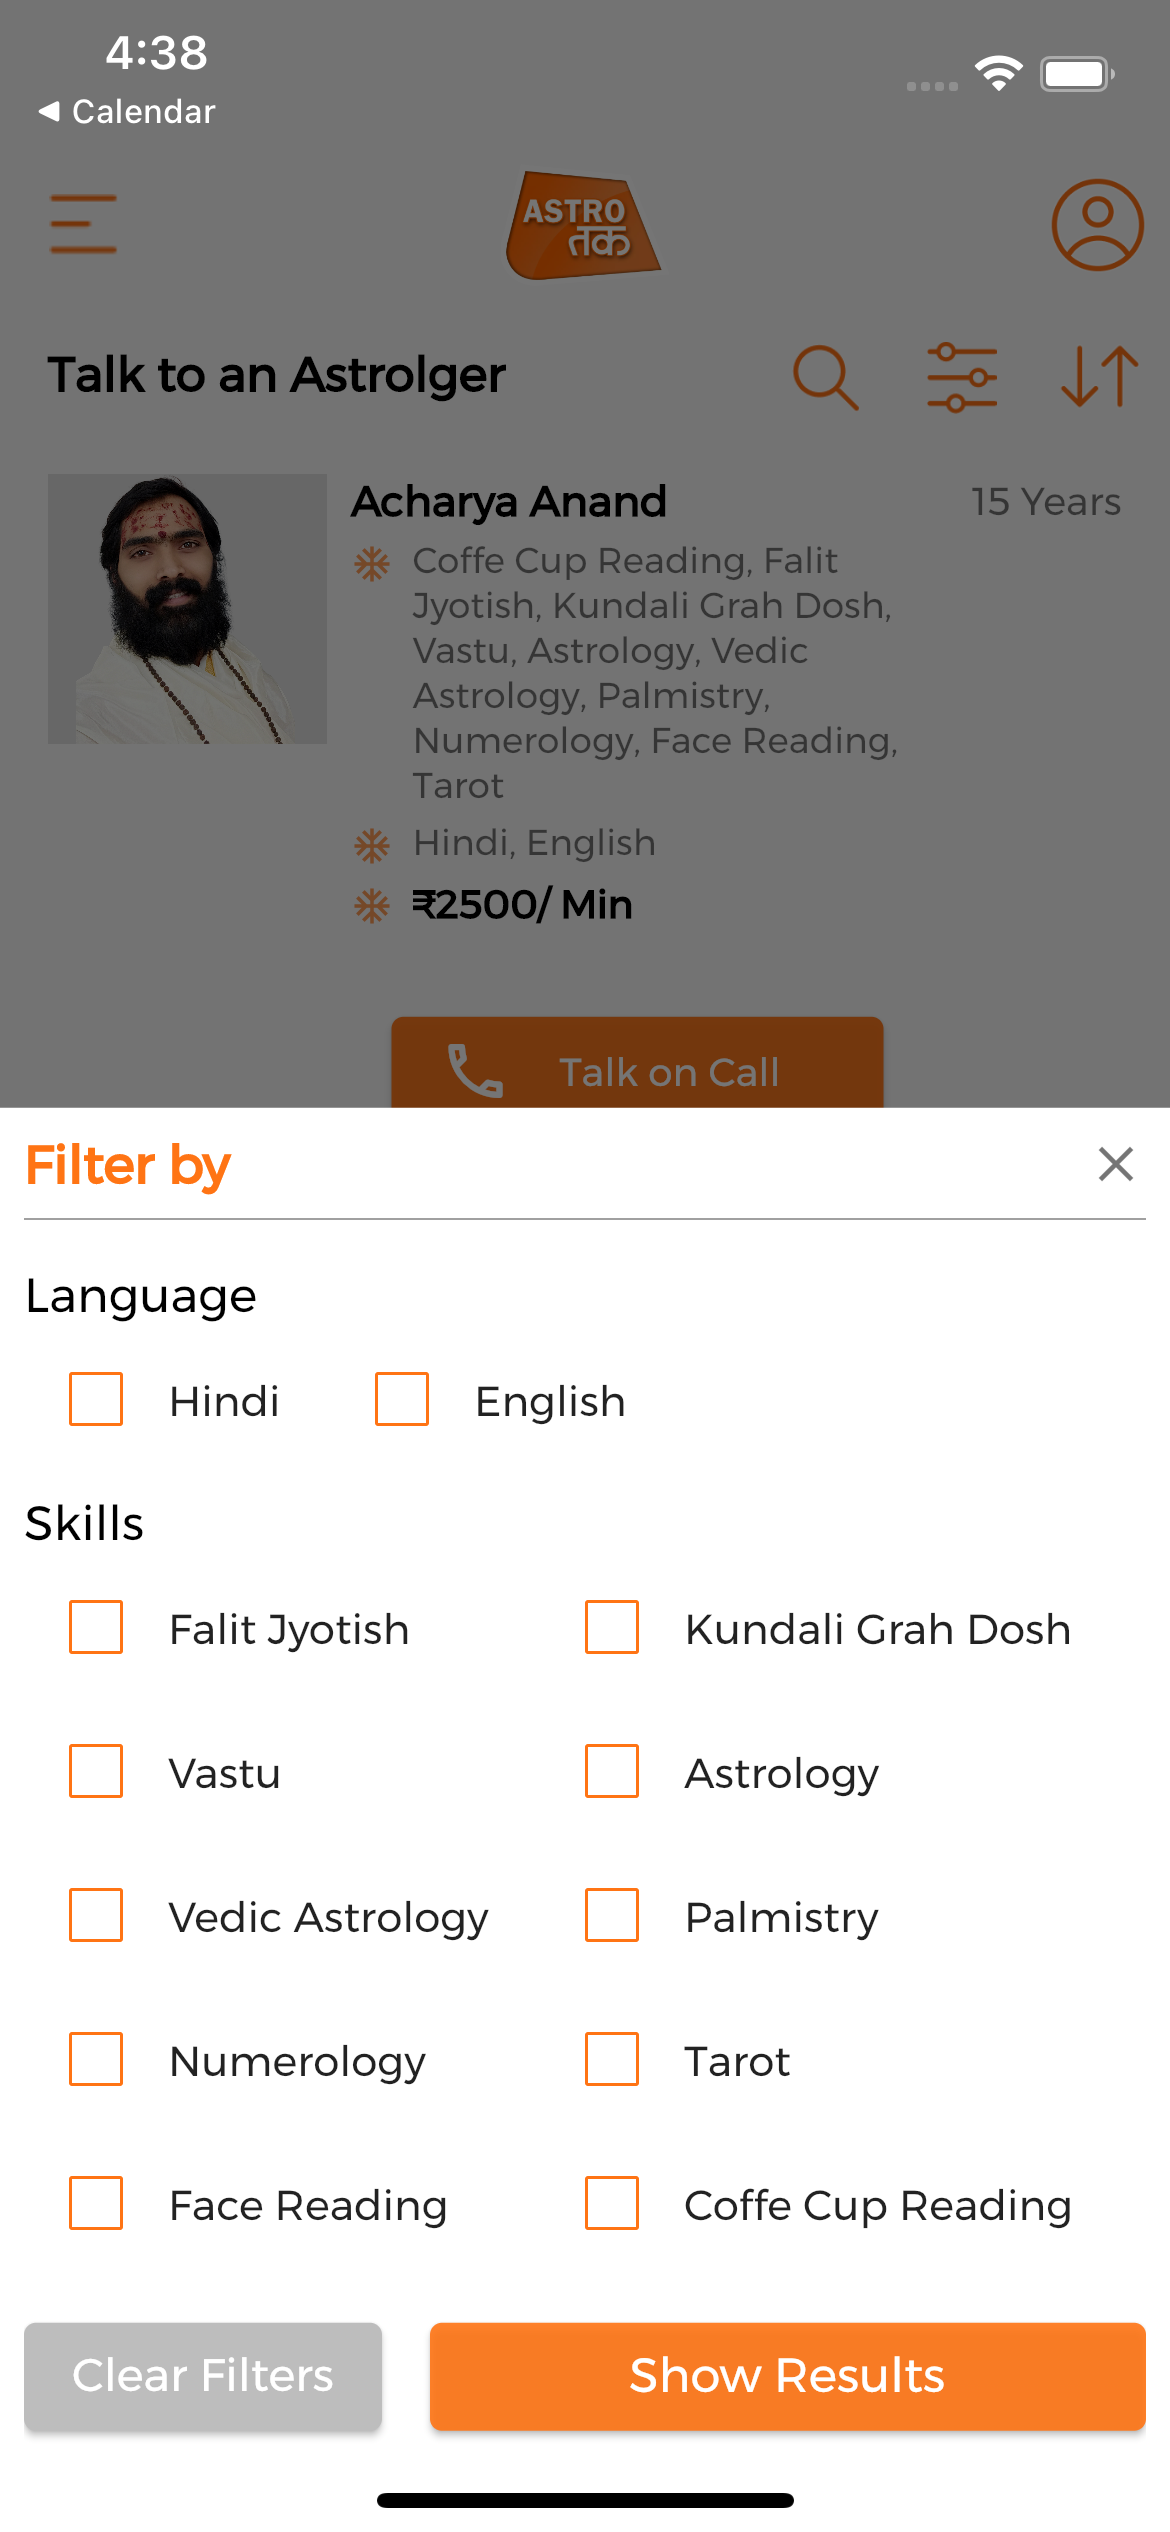 4:38
Calendar
ASTRO
तक
Talk to an Astrolger
Acharya Anand
15 Years
Coffe Cup Reading, Falit
Jyotish, Kundali Grah Dosh,
Vastu, Astrology, Vedic
Astrology, Palmistry,
Numerology, Face Reading,
Tarot
Hindi, English
₹2500/ Min
Talk on Call
Filter by
Language
Hindi
English
Skills
Falit Jyotish
Kundali Grah Dosh
Vastu
Astrology
Vedic Astrology
Palmistry
Numerology
Tarot
Face Reading
Coffe Cup Reading
Clear Filters
Show Results